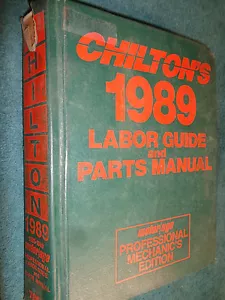 CHILTON'S
1989
LABOR GUIDE
and
PARTS MANUAL
PROFESSIONAL
MECHANIC'S
EDITION
CHILTON
1989